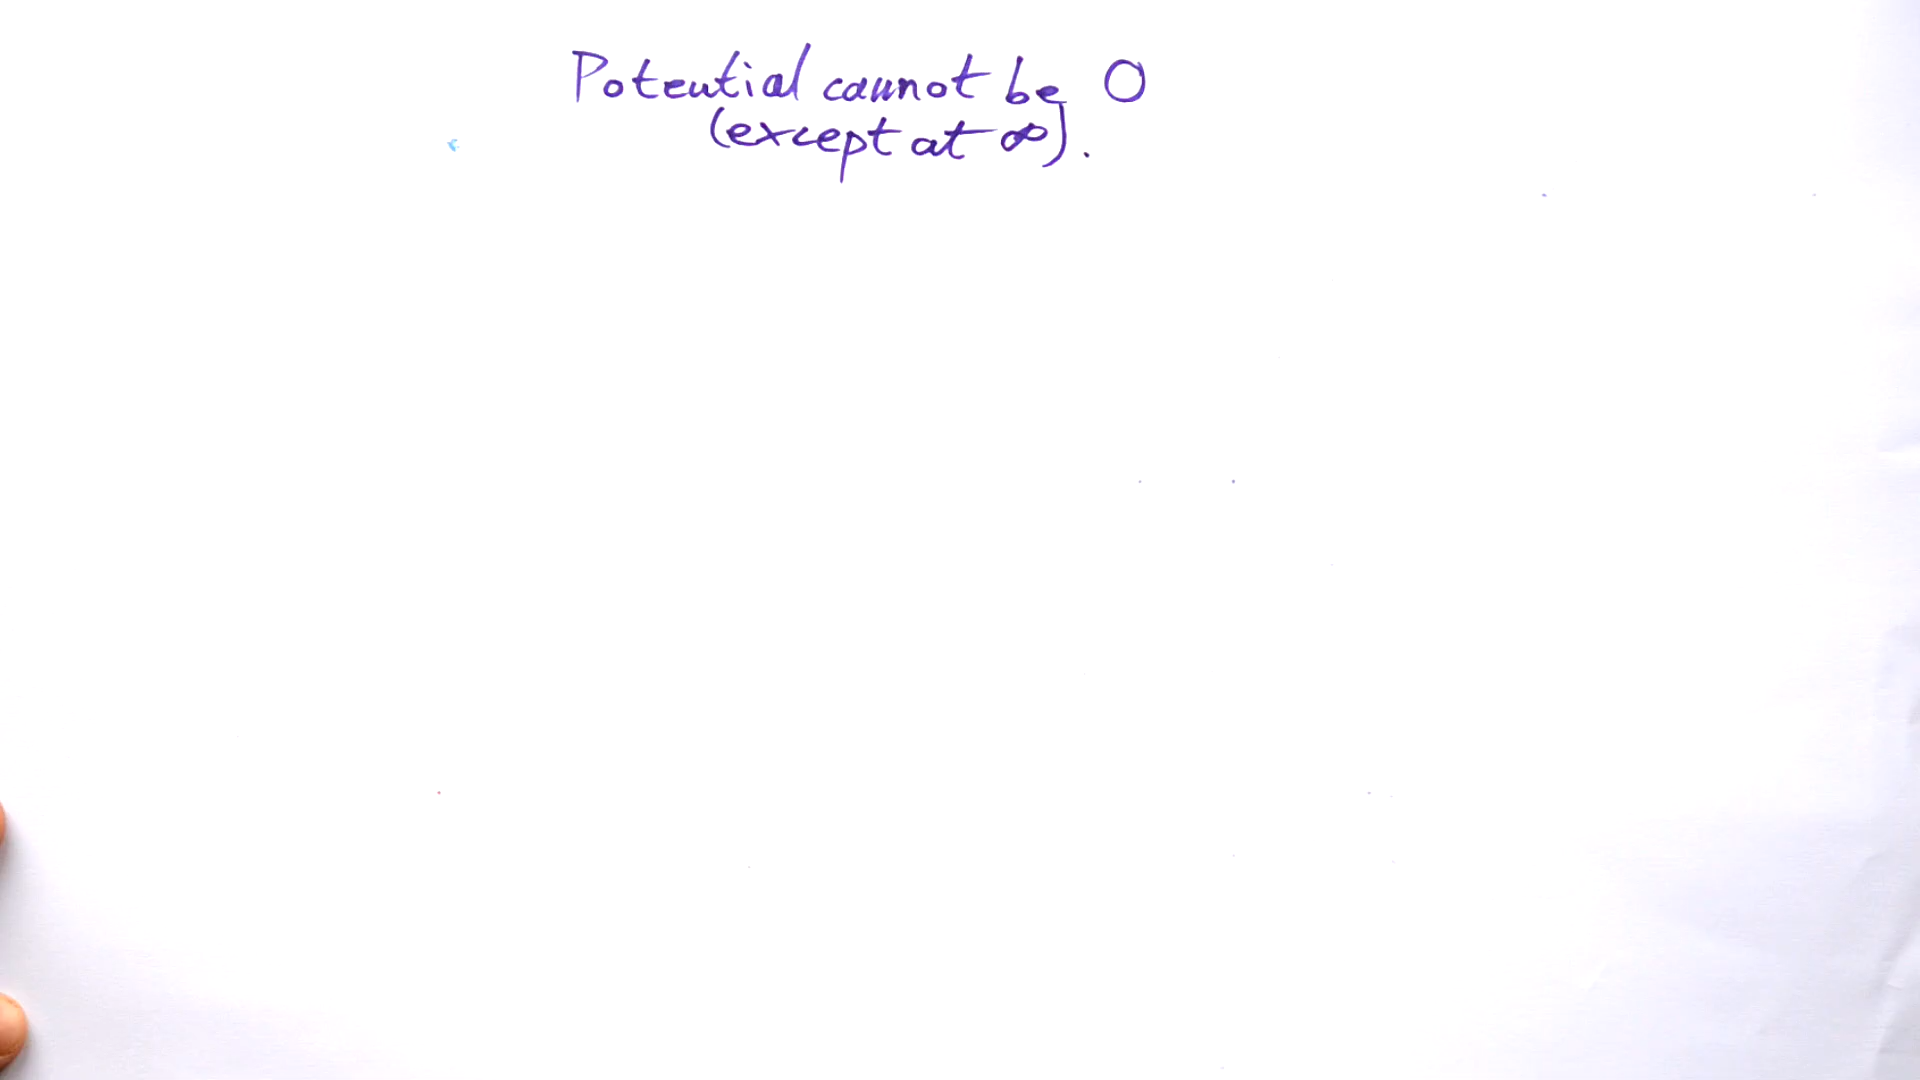 Potential cannot be 0
(except at ∞).